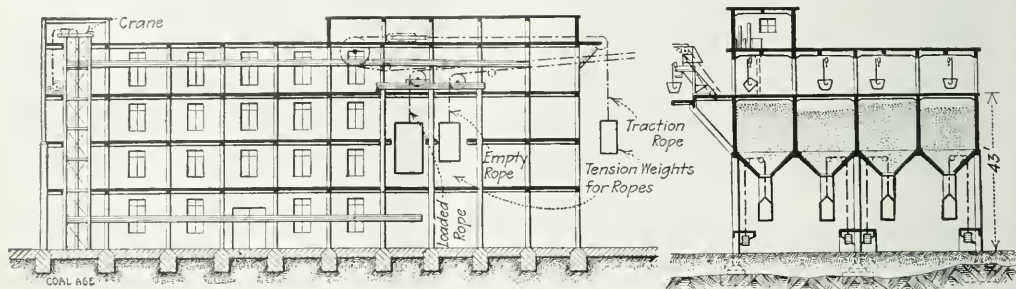 Crane
Traction
Rope
Empty
Rope
Tension Weights
for Ropes
Loaded
Rope
43'
COAL AGE